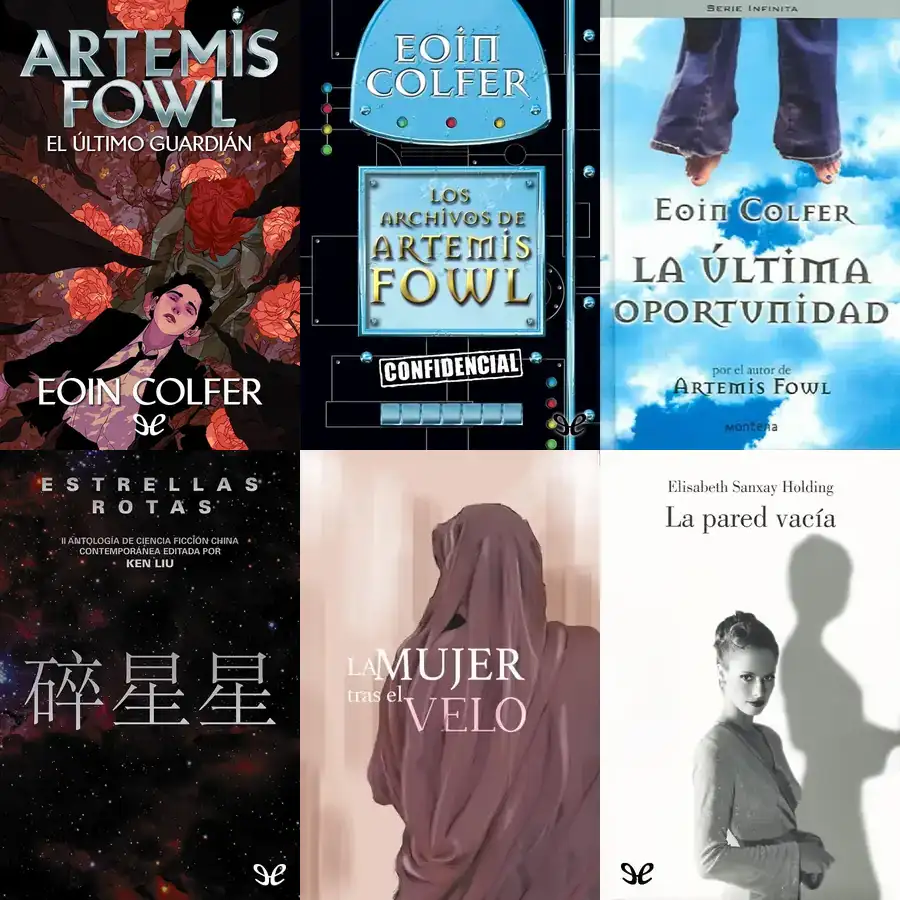 ARTEMIS
FOWL
EL ÚLTIMO GUARDIÁN
EOIN COLFER
EOIN
COLFER
LOS
ARCHIVOS DE
ARTEMIS
FOWL
CONFIDENCIAL
SERIE INFINITA
EOIN COLFER
LA ÚLTIMA
OPORTUNIDAD
por el autor de
ARTEMIS FOWL
MONTENA
ESTRELLAS
ROTAS
II ANTOLOGÍA DE CIENCIA FICCIÓN CHINA
CONTEMPORÁNEA EDITADA POR
KEN LIU
碎星星
LA MUJER
tras el
VELO
Elisabeth Sanxay Holding
La pared vacía